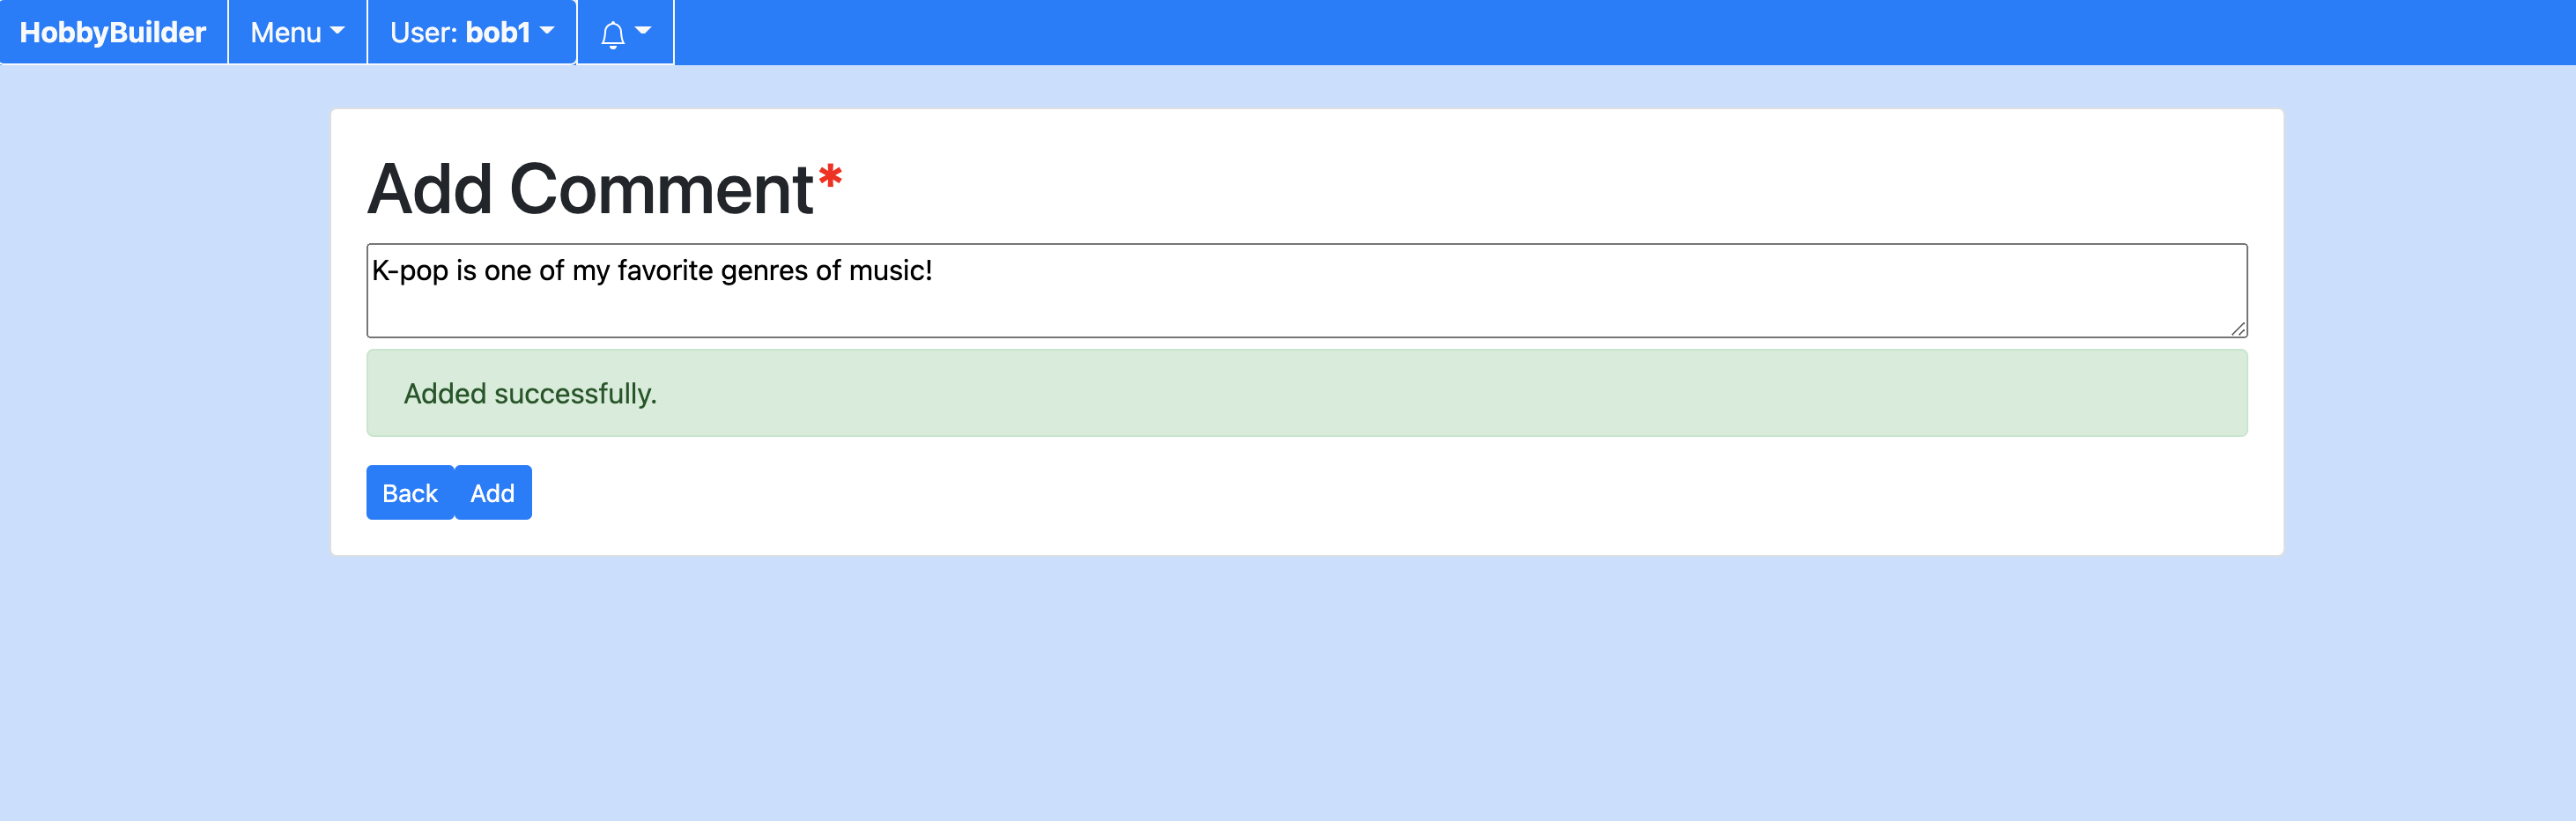 HobbyBuilder Menu User: bob1
Add Comment*
K-pop is one of my favorite genres of music!
Added successfully.
Back Add